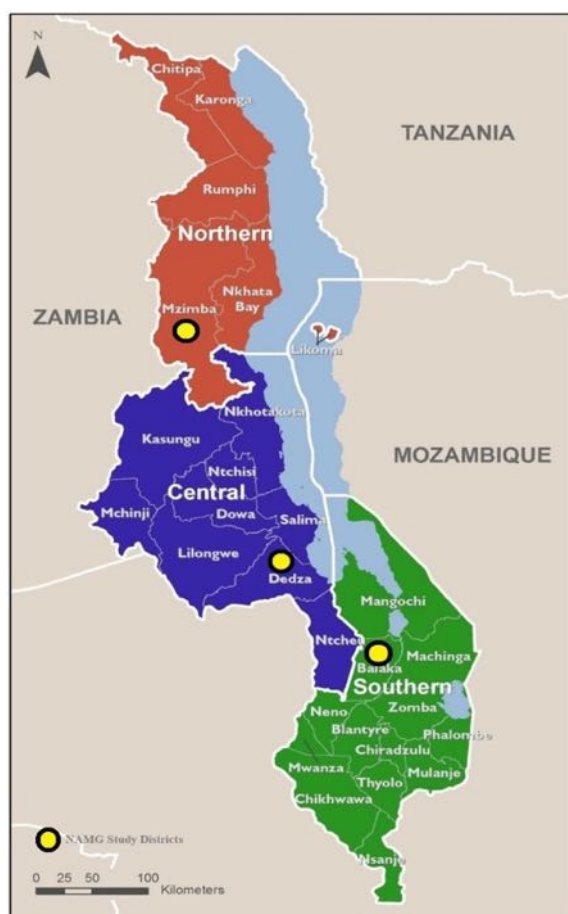 N
Chitipa
Karonga
TANZANIA
Rumphi
Northern
Nkhata
Bay
Mzimba
ZAMBIA
Likoma
Nkhotakota
Kasungu
MOZAMBIQUE
Ntchisi
Central
Mchinji
Dowa
Salima
Lilongwe
Dedza
Mangochi
Ntcheu
Machinga
Balaka
Southern
Zomba
Neno
Blantyre
Phalombe
Chiradzulu
Mwanza
Mulanje
Thyolo
Chikhwawa
NAMG Study Districts
Nsanje
0 25 50 100
Kilometers